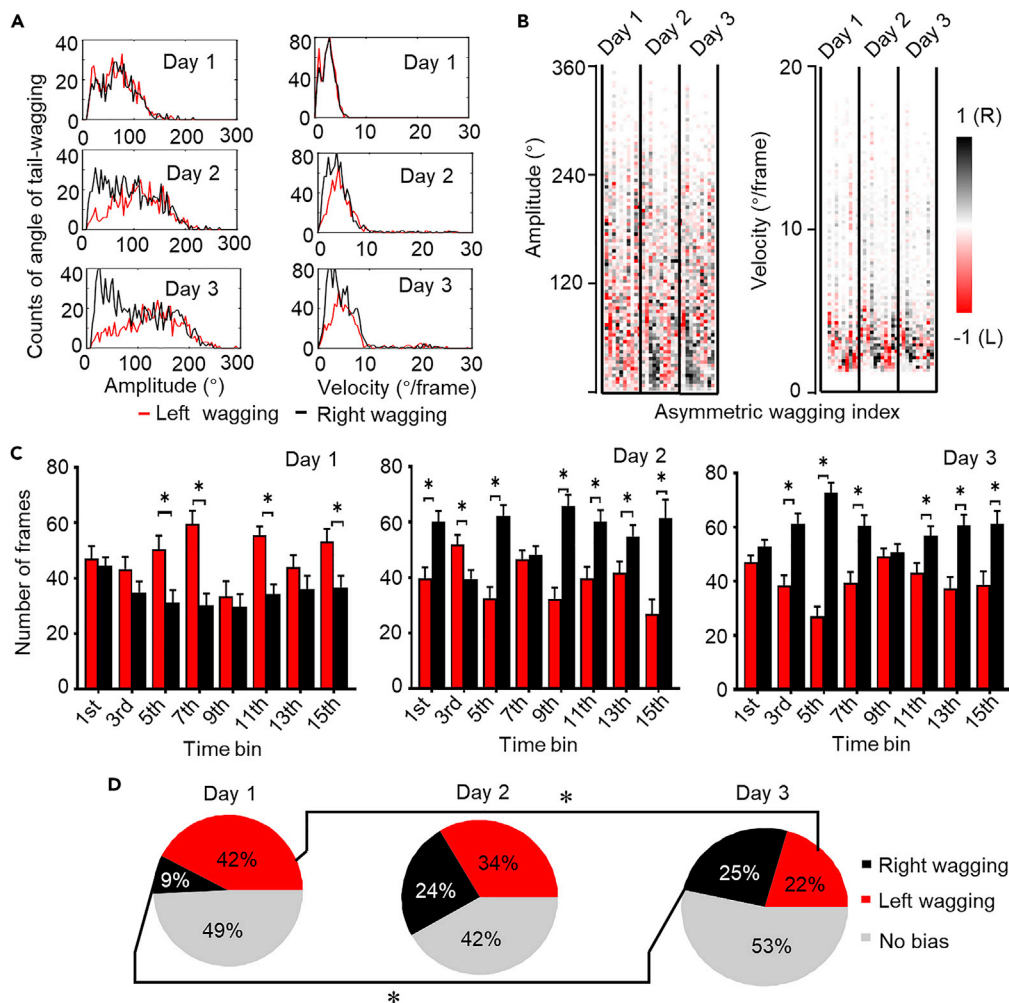 A
Counts of angle of tail-wagging
40
20
0
Day 1
0 100 200 300
80
40
0
Day 1
0 10 20 30
40
20
0
Day 2
0 100 200 300
80
40
0
Day 2
0 10 20 30
40
20
0
Day 3
0 100 200 300
Amplitude (°)
80
40
0
Day 3
0 10 20 30
Velocity (°/frame)
Left wagging
Right wagging
B
Day 1 Day 2 Day 3
Amplitude (°)
360
240
120
Day 1 Day 2 Day 3
Velocity (°/frame)
20
10
0
1 (R)
-1 (L)
Asymmetric wagging index
C
Number of frames
Day 1
80
60
40
20
0
* * * *
1st 3rd 5th 7th 9th 11th 13th 15th
Time bin
Day 2
80
60
40
20
0
* * * * * * *
1st 3rd 5th 7th 9th 11th 13th 15th
Time bin
Day 3
80
60
40
20
0
* * * * * *
1st 3rd 5th 7th 9th 11th 13th 15th
Time bin
D
Day 1
42%
9%
49%
Day 2
34%
24%
42%
*
Day 3
25%
22%
53%
*
Right wagging
Left wagging
No bias